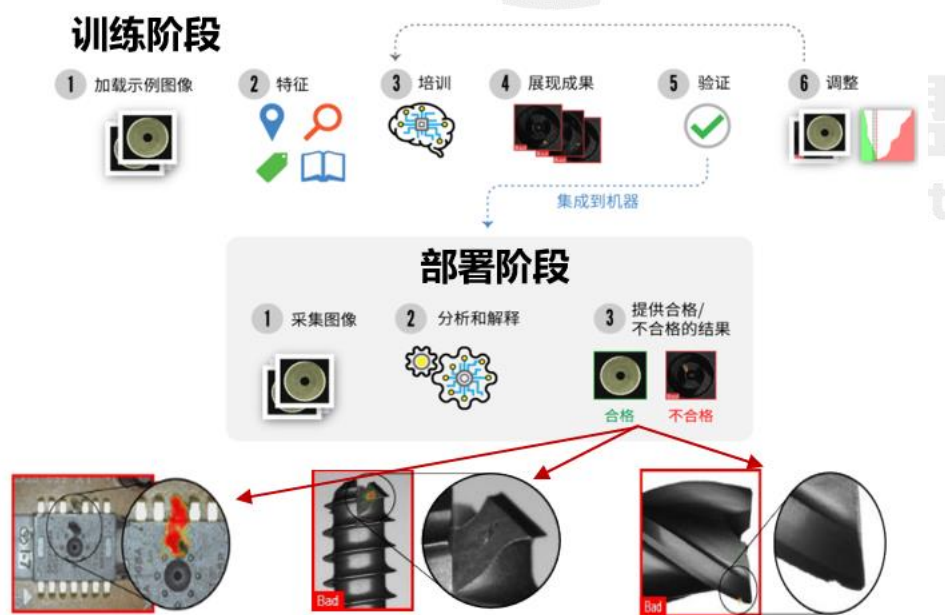 训练阶段
1 加载示例图像
2 特征
3 培训
4 展现成果
5 验证
6 调整
集成到机器
部署阶段
1 采集图像
2 分析和解释
3 提供合格/
不合格的结果
合格
不合格
Bad
Bad